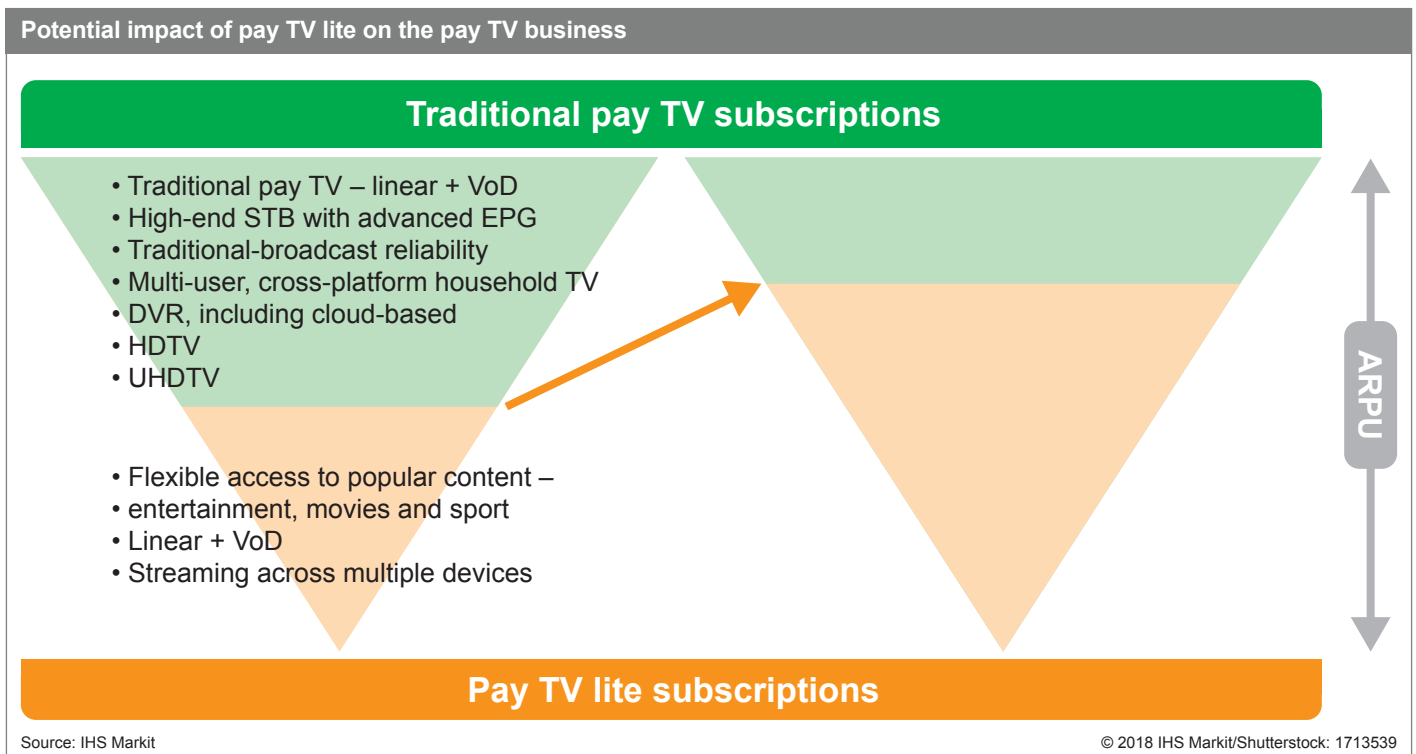 Potential impact of pay TV lite on the pay TV business
Traditional pay TV subscriptions
• Traditional pay TV – linear + VoD
• High-end STB with advanced EPG
• Traditional-broadcast reliability
• Multi-user, cross-platform household TV
• DVR, including cloud-based
• HDTV
• UHDTV
• Flexible access to popular content –
• entertainment, movies and sport
• Linear + VoD
• Streaming across multiple devices
ARPU
Pay TV lite subscriptions
Source: IHS Markit
© 2018 IHS Markit/Shutterstock: 1713539